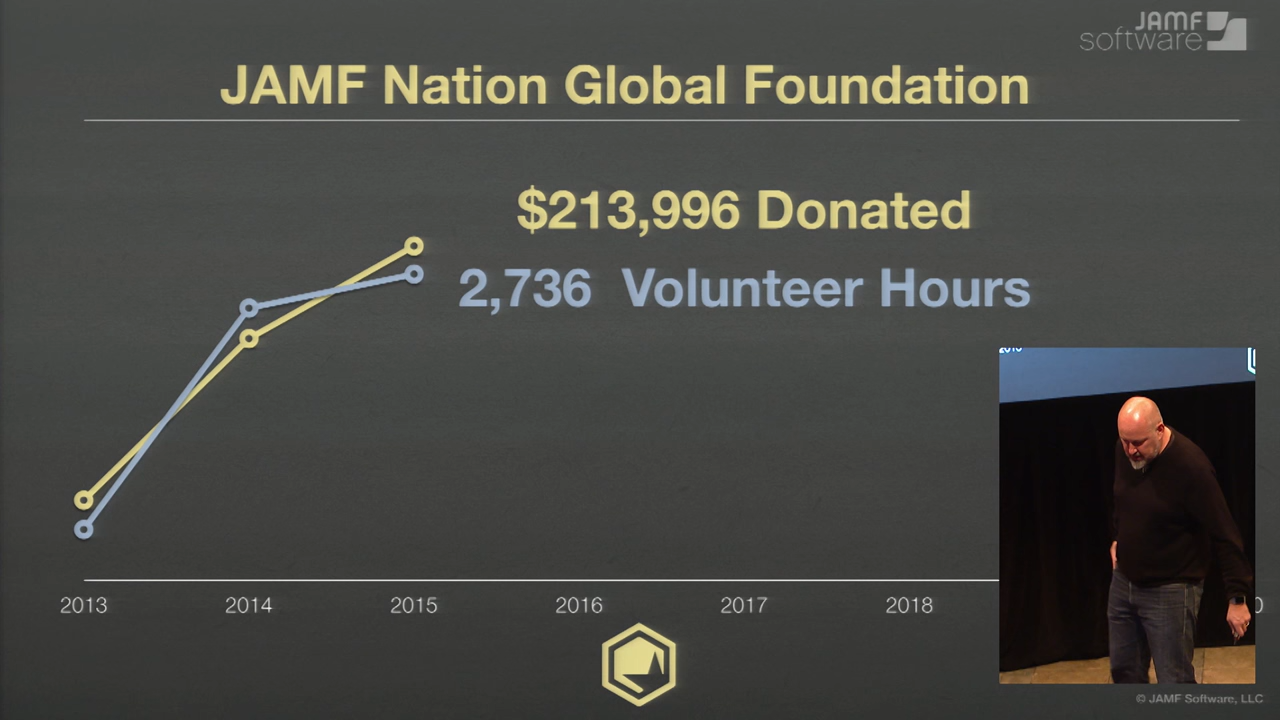 JAMF
software
JAMF Nation Global Foundation
$213,996 Donated
2,736 Volunteer Hours
2013 2014 2015 2016 2017 2018
© JAMF Software, LLC